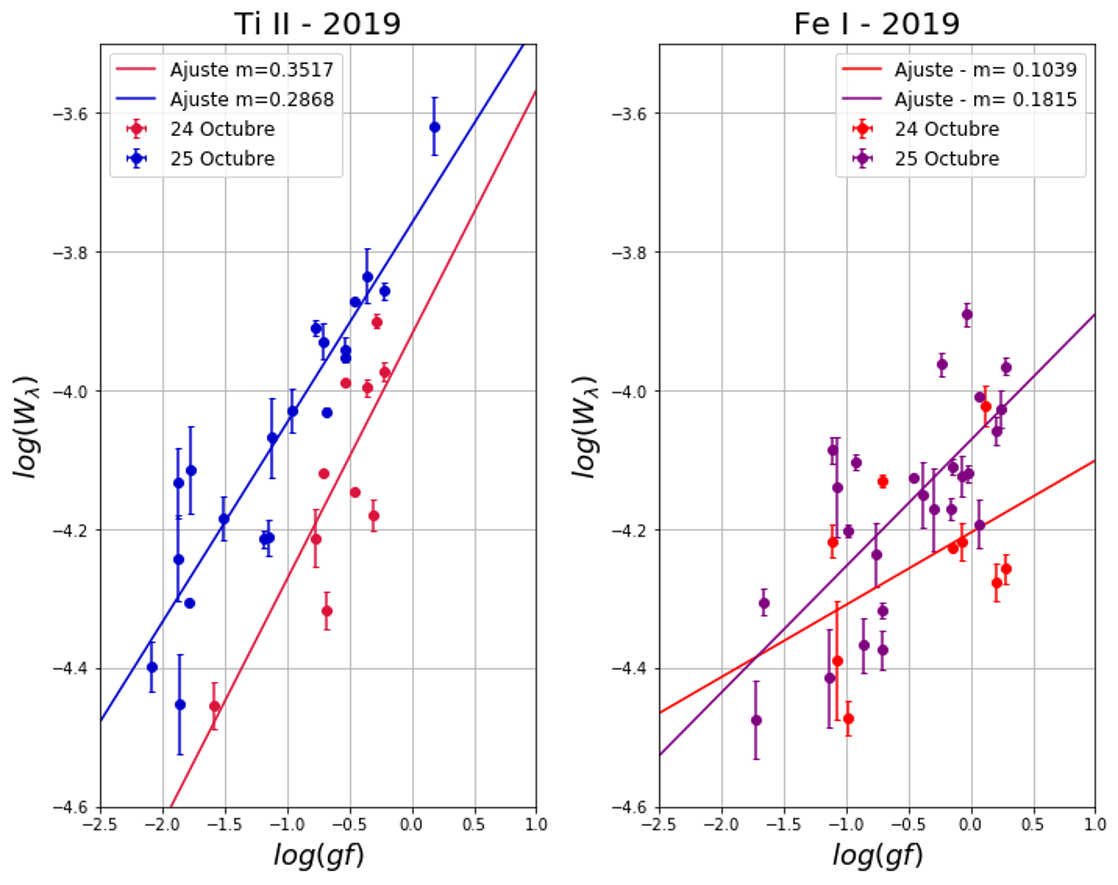 Ti II - 2019
Ajuste m=0.3517
Ajuste m=0.2868
24 Octubre
25 Octubre
log(Wλ)
−3.6
−3.8
−4.0
−4.2
−4.4
−4.6
−2.5 −2.0 −1.5 −1.0 −0.5 0.0 0.5 1.0
log(gf)
Fe I - 2019
Ajuste - m= 0.1039
Ajuste - m= 0.1815
24 Octubre
25 Octubre
log(Wλ)
−3.6
−3.8
−4.0
−4.2
−4.4
−4.6
−2.5 −2.0 −1.5 −1.0 −0.5 0.0 0.5 1.0
log(gf)